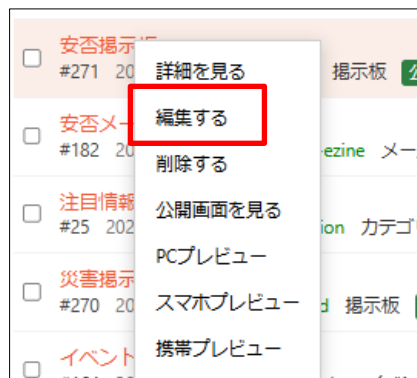 安否掲示板
#271 20
掲示板
詳細を見る
編集する
削除する
公開画面を見る
PCプレビュー
スマホプレビュー
携帯プレビュー
安否メー
#182 20
-ezine メー
注目情報
#25 202
ion カテゴ
災害掲示
#270 20
d 掲示板
イベント